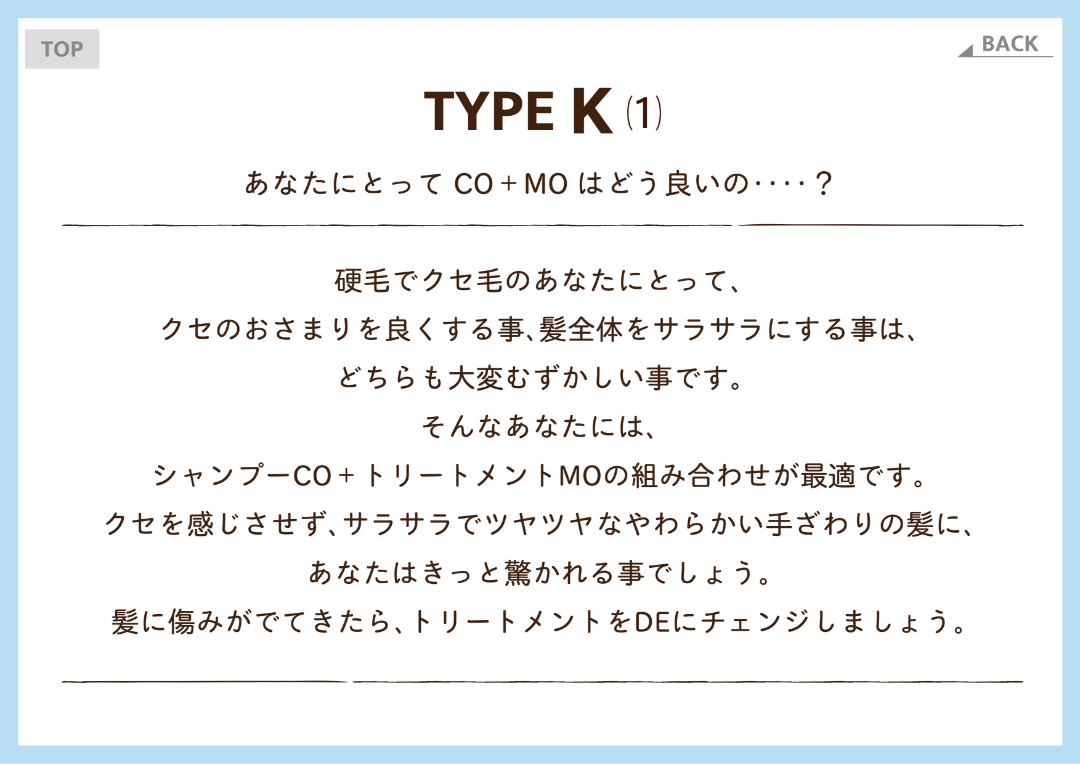 TOP
BACK
TYPE K (1)
あなたにとって CO+MO はどう良いの‥‥?
硬毛でクセ毛のあなたにとって、
クセのおさまりを良くする事、髪全体をサラサラにする事は、
どちらも大変むずかしい事です。
そんなあなたには、
シャンプーCO+トリートメントMOの組み合わせが最適です。
クセを感じさせず、サラサラでツヤツヤなやわらかい手ざわりの髪に、
あなたはきっと驚かれる事でしょう。
髪に傷みがでてきたら、トリートメントをDEにチェンジしましょう。